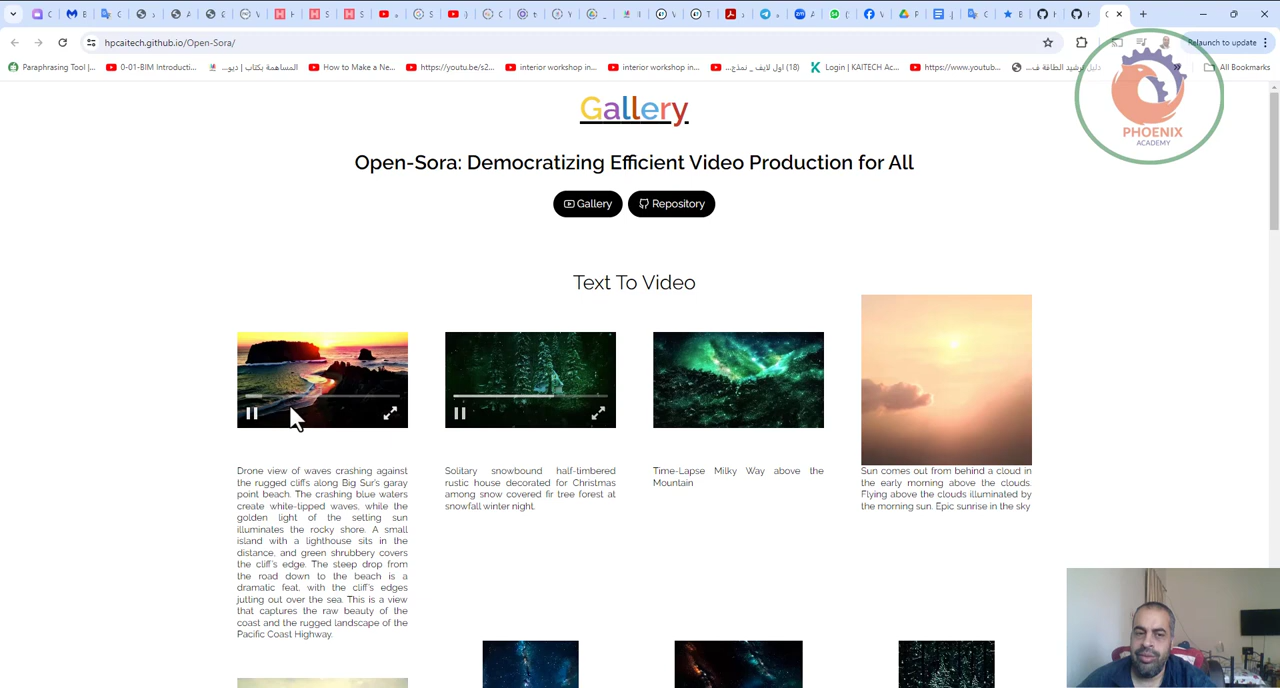 hpcaitech.github.io/Open-Sora/
Relaunch to update
Paraphrasing Tool |...
0-01-BIM Introducti...
المساهمة بكتاب | ديو...
How to Make a Ne...
https://youtu.be/s2...
interior workshop in...
interior workshop in...
(18) اول لايف _ نمذج...
Login | KAITECH Ac...
https://www.youtub...
All Bookmarks
PHOENIX
ACADEMY
Gallery
Open-Sora: Democratizing Efficient Video Production for All
Gallery
Repository
Text To Video
Drone view of waves crashing against
the rugged cliffs along Big Sur's garay
point beach. The crashing blue waters
create white-tipped waves, while the
golden light of the setting sun
illuminates the rocky shore. A small
island with a lighthouse sits in the
distance, and green shrubbery covers
the cliff's edge. The steep drop from
the road down to the beach is a
dramatic feat, with the cliff's edges
jutting out over the sea. This is a view
that captures the raw beauty of the
coast and the rugged landscape of the
Pacific Coast Highway.
Solitary snowbound half-timbered
rustic house decorated for Christmas
among snow covered fir tree forest at
snowfall winter night.
Time-Lapse Milky Way above the
Mountain
Sun comes out from behind a cloud in
the early morning above the clouds.
Flying above the clouds illuminated by
the morning sun. Epic sunrise in the sky